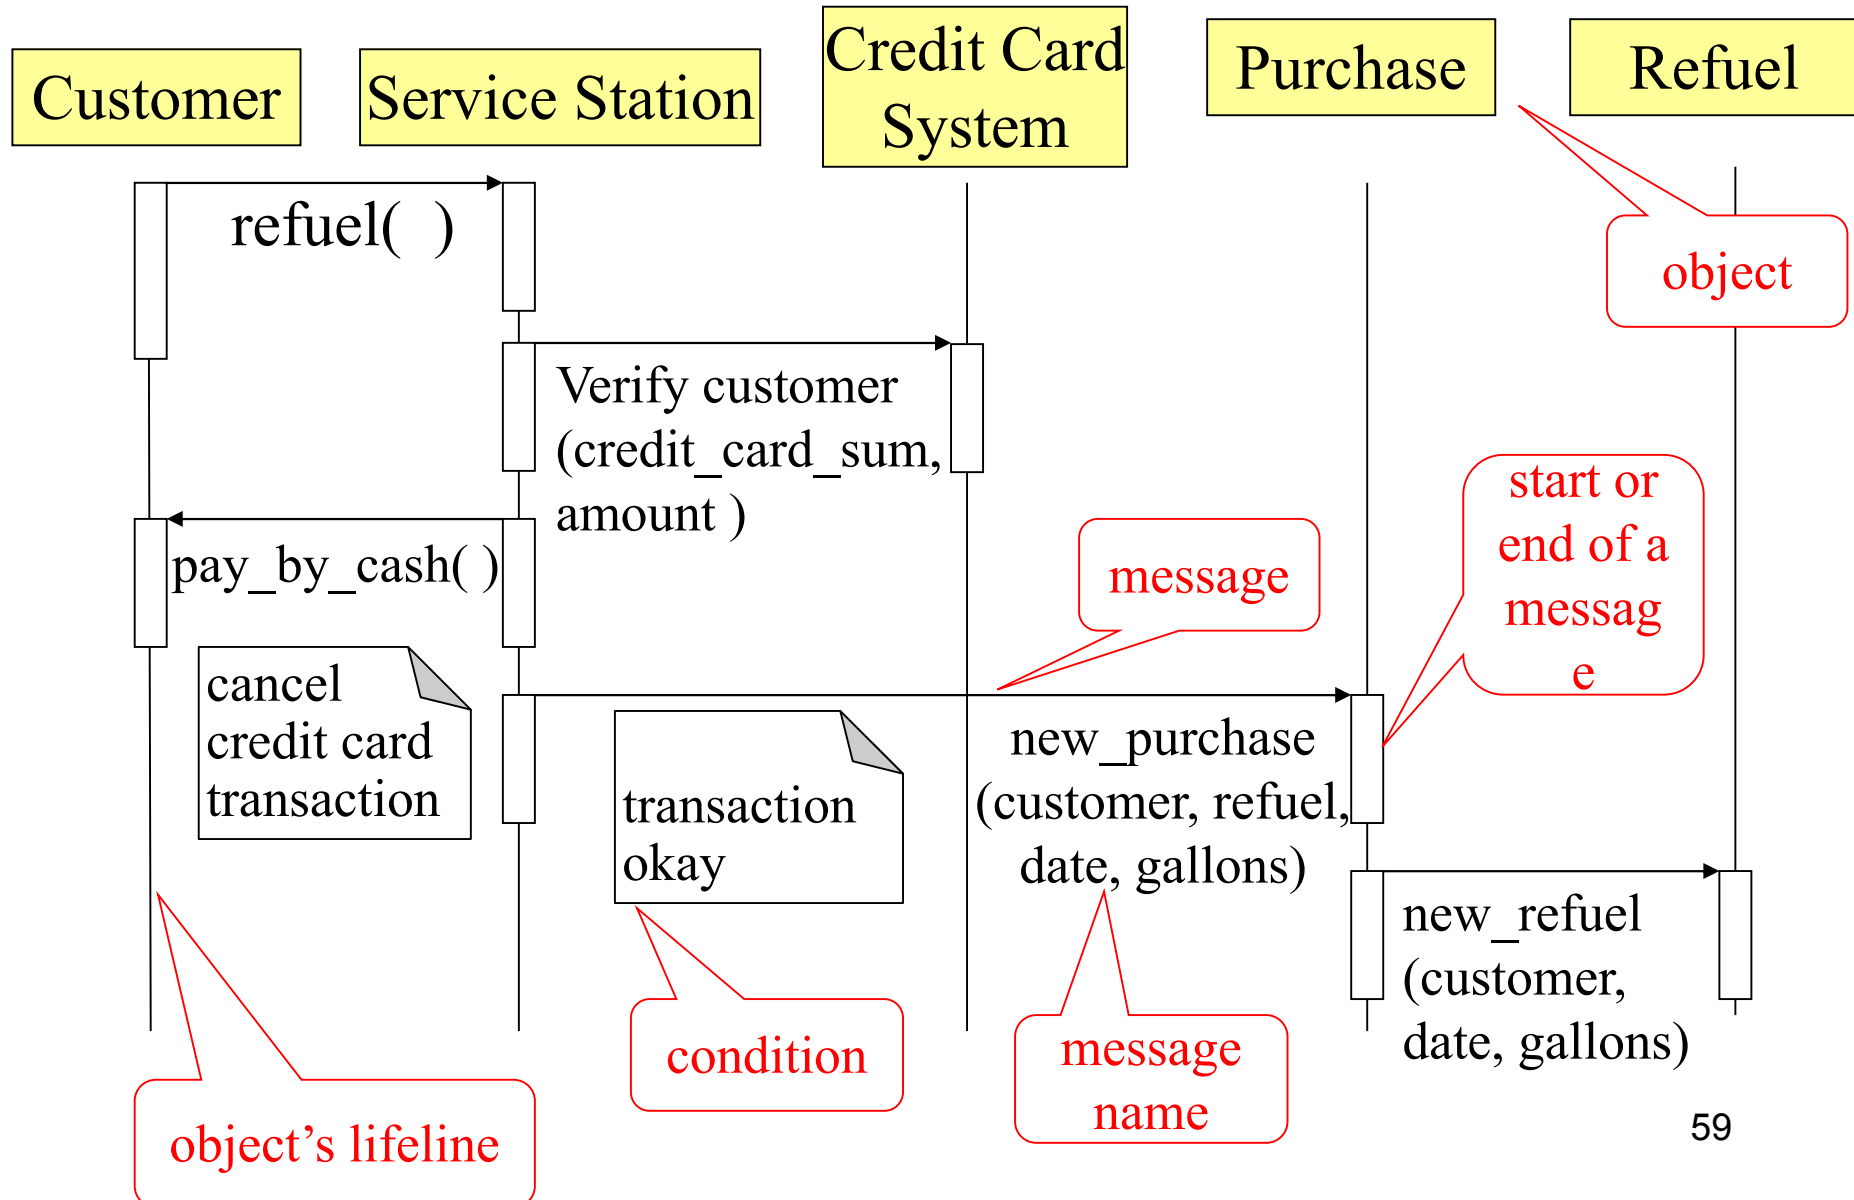 Customer
Service Station
Credit Card
System
Purchase
Refuel
refuel(  )
object
Verify customer
(credit_card_sum,
amount )
pay_by_cash( )
message
start or
end of a
messag
e
cancel
credit card
transaction
transaction
okay
new_purchase
(customer, refuel,
date, gallons)
new_refuel
(customer,
date, gallons)
condition
message
name
object’s lifeline
59